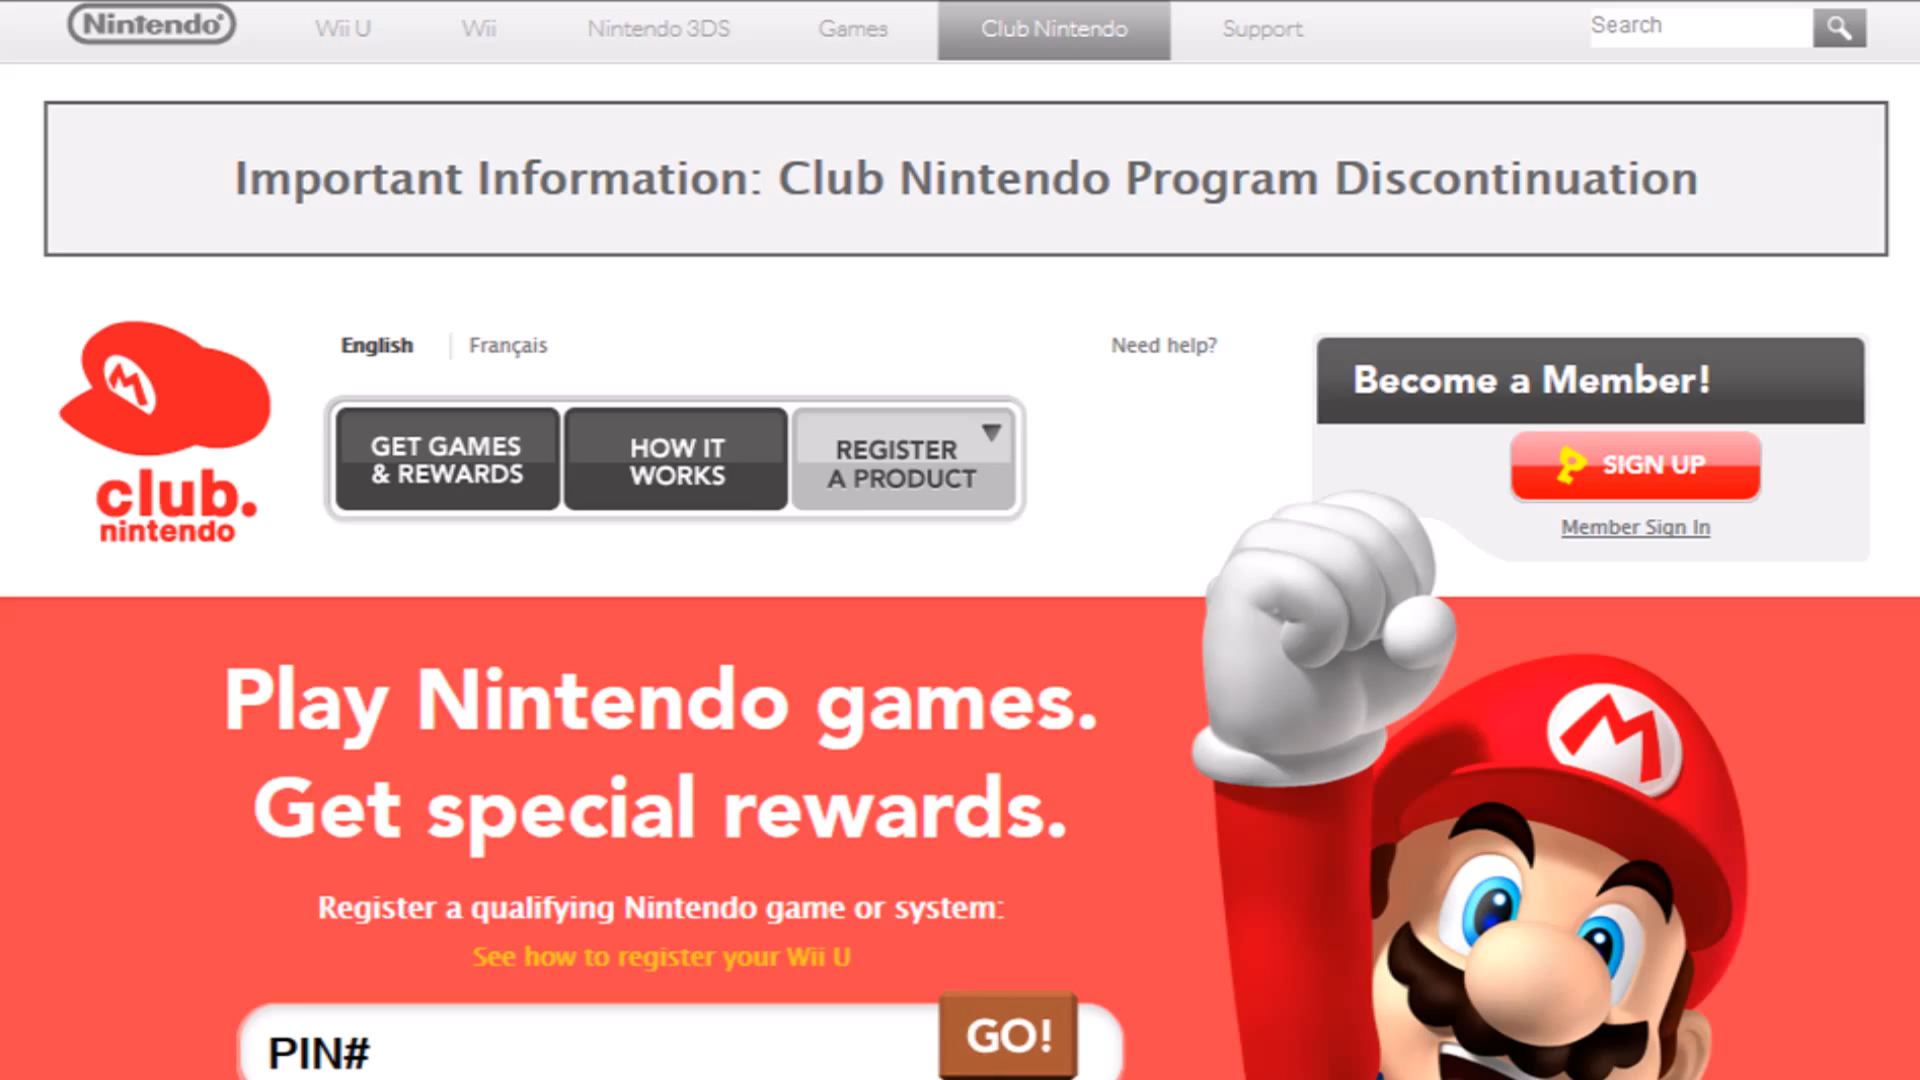 Nintendo
Wii U
Wii
Nintendo 3DS
Games
Club Nintendo
Support
Search
Important Information: Club Nintendo Program Discontinuation
club.
nintendo
English
Français
Need help?
GET GAMES
& REWARDS
HOW IT
WORKS
REGISTER
A PRODUCT
Become a Member!
SIGN UP
Member Sign In
Play Nintendo games.
Get special rewards.
Register a qualifying Nintendo game or system:
See how to register your Wii U
PIN#
GO!
M
M